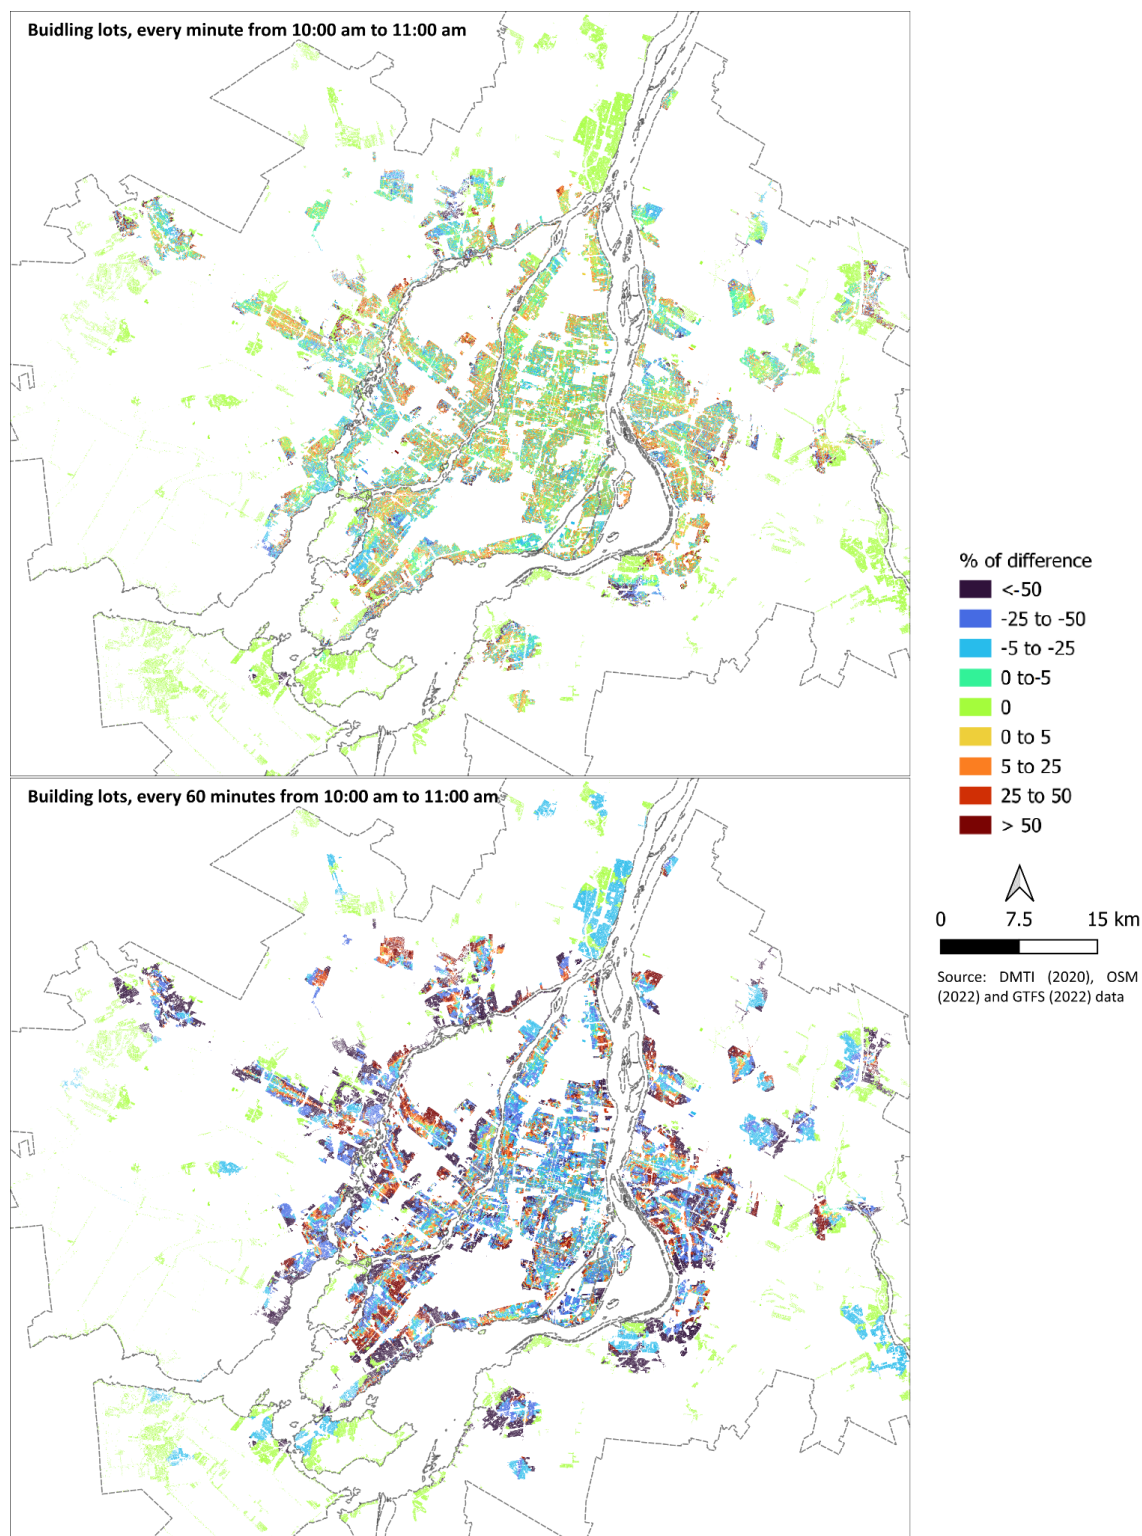 Buidling lots, every minute from 10:00 am to 11:00 am
% of difference
<-50
-25 to -50
-5 to -25
0 to-5
0
0 to 5
5 to 25
25 to 50
> 50
0 7.5 15 km
Source: DMTI (2020), OSM
(2022) and GTFS (2022) data
Building lots, every 60 minutes from 10:00 am to 11:00 am